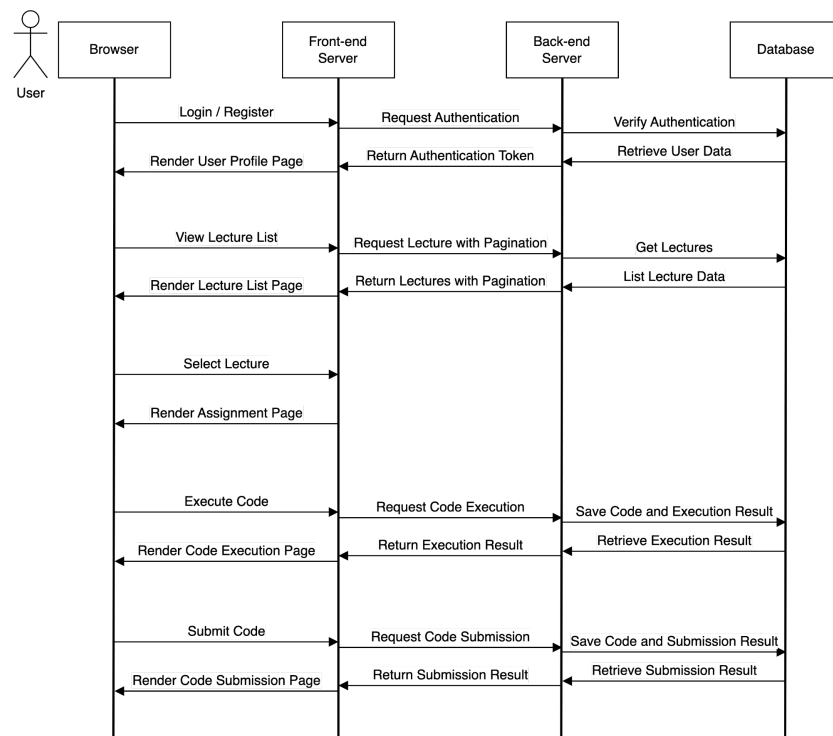 Browser
Front-end
Server
Back-end
Server
Database
User
Login / Register
Request Authentication
Verify Authentication
Render User Profile Page
Return Authentication Token
Retrieve User Data
View Lecture List
Request Lecture with Pagination
Get Lectures
Render Lecture List Page
Return Lectures with Pagination
List Lecture Data
Select Lecture
Render Assignment Page
Execute Code
Request Code Execution
Save Code and Execution Result
Render Code Execution Page
Return Execution Result
Retrieve Execution Result
Submit Code
Request Code Submission
Save Code and Submission Result
Render Code Submission Page
Return Submission Result
Retrieve Submission Result